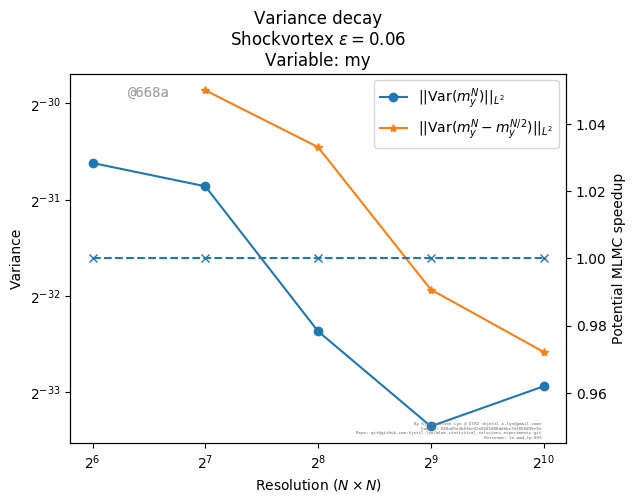 Variance decay
Shockvortex ε = 0.06
Variable: my
@668a
||Var(m_y^N)||_{L^2}
||Var(m_y^N − m_y^{N/2})||_{L^2}
2^{-30}
2^{-31}
2^{-32}
2^{-33}
Variance
1.04
1.02
1.00
0.98
0.96
Potential MLMC speedup
2^6
2^7
2^8
2^9
2^{10}
Resolution (N × N)